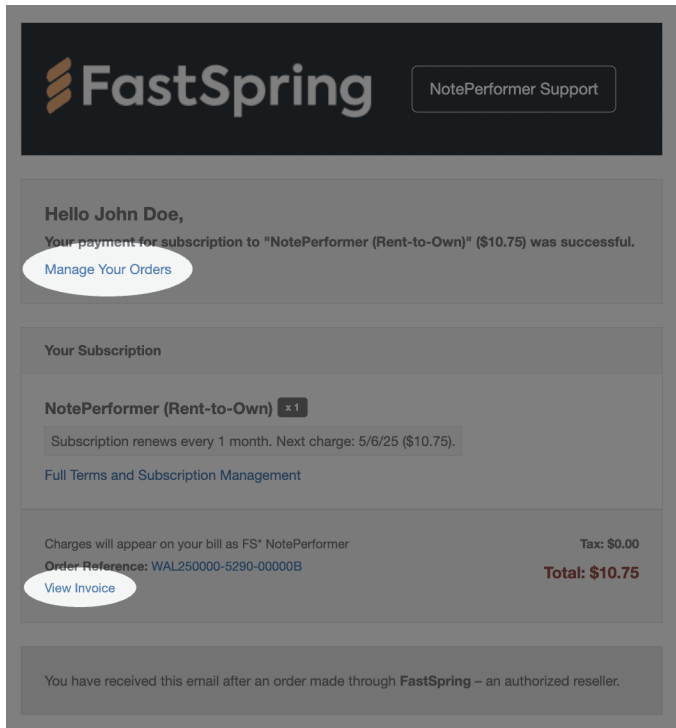 FastSpring
NotePerformer Support
Hello John Doe,
Your payment for subscription to "NotePerformer (Rent-to-Own)" ($10.75) was successful.
Manage Your Orders
Your Subscription
NotePerformer (Rent-to-Own) x 1
Subscription renews every 1 month. Next charge: 5/6/25 ($10.75).
Full Terms and Subscription Management
Charges will appear on your bill as FS* NotePerformer
Tax: $0.00
Order Reference: WAL250000-5290-00000B
Total: $10.75
View Invoice
You have received this email after an order made through FastSpring – an authorized reseller.